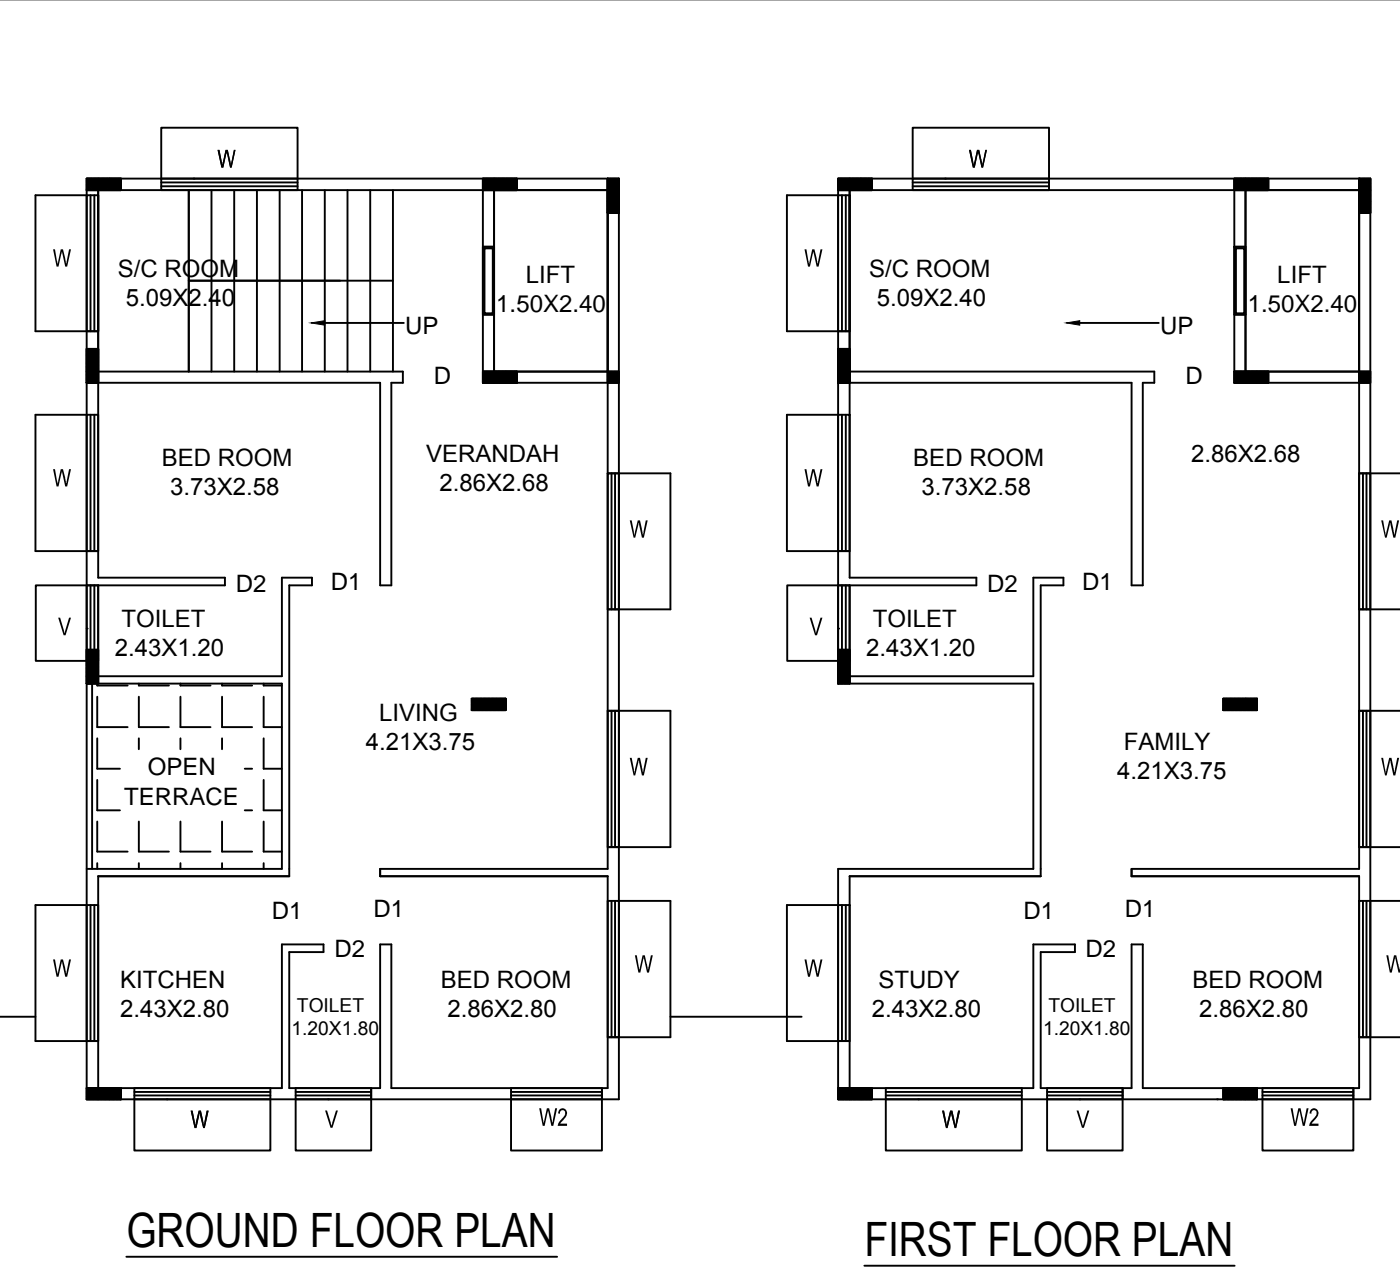 W
W
S/C ROOM
5.09X2.40
LIFT
1.50X2.40
UP
D
BED ROOM
3.73X2.58
W
VERANDAH
2.86X2.68
W
D2
D1
TOILET
2.43X1.20
V
LIVING
4.21X3.75
W
OPEN
TERRACE
D1
D1
D2
W
KITCHEN
2.43X2.80
TOILET
1.20X1.80
BED ROOM
2.86X2.80
W
W
V
W2
GROUND FLOOR PLAN
W
W
S/C ROOM
5.09X2.40
LIFT
1.50X2.40
UP
D
BED ROOM
3.73X2.58
W
2.86X2.68
W
D2
D1
TOILET
2.43X1.20
V
FAMILY
4.21X3.75
W
D1
D1
D2
W
STUDY
2.43X2.80
TOILET
1.20X1.80
BED ROOM
2.86X2.80
W
W
V
W2
FIRST FLOOR PLAN